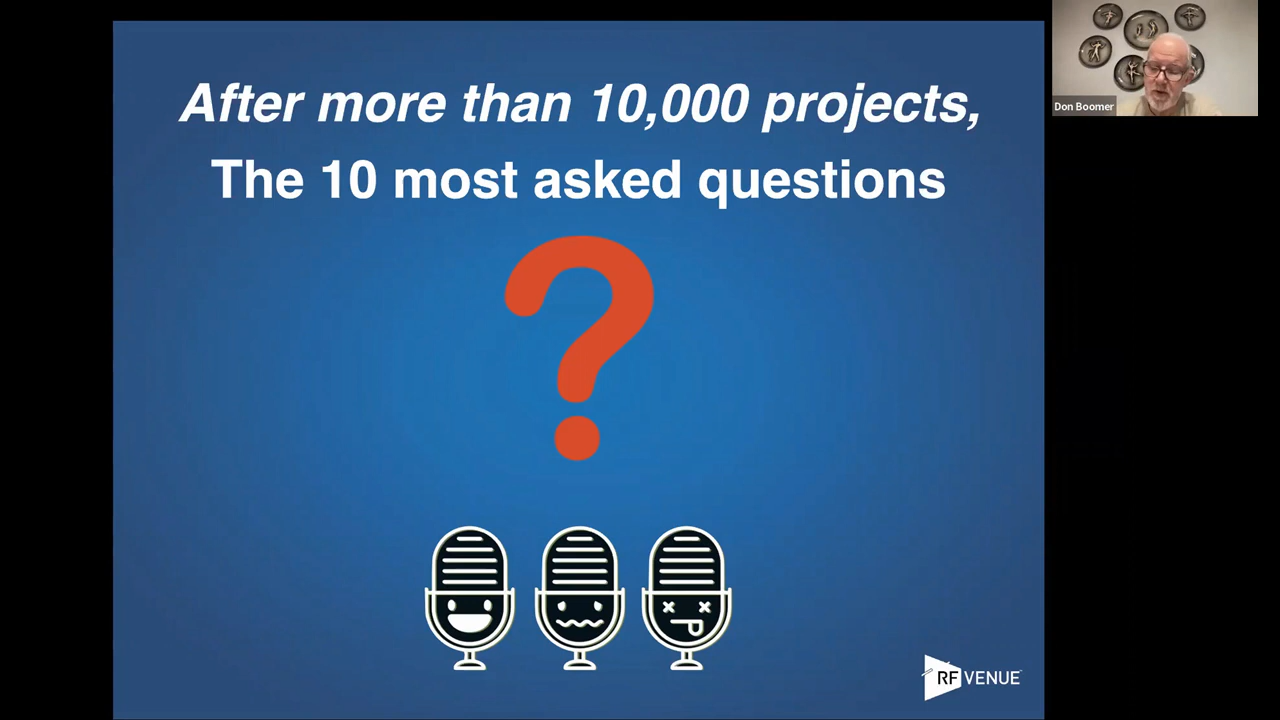 After more than 10,000 projects,
The 10 most asked questions
?
Don Boomer
RF VENUE